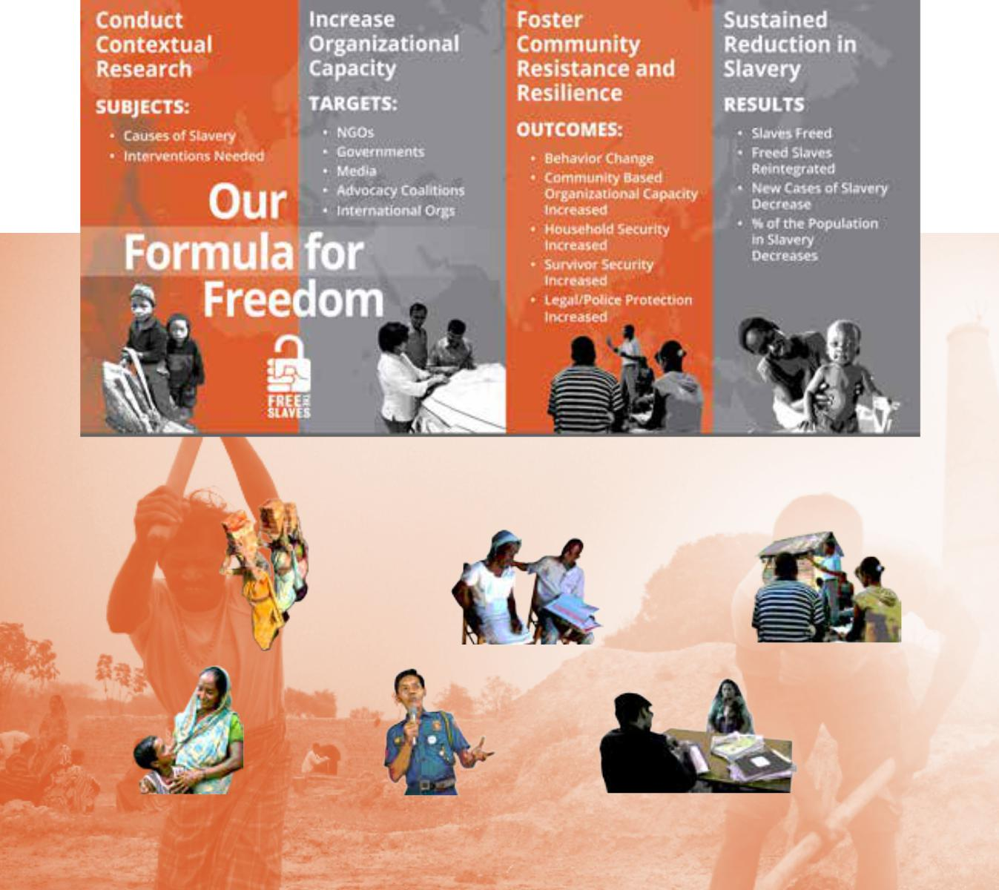 Conduct
Contextual
Research
SUBJECTS:
• Causes of Slavery
• Interventions Needed
Increase
Organizational
Capacity
TARGETS:
• NGOs
• Governments
• Media
• Advocacy Coalitions
• International Orgs
Foster
Community
Resistance and
Resilience
OUTCOMES:
• Behavior Change
• Community Based
Organizational Capacity
Increased
• Household Security
Increased
• Survivor Security
Increased
• Legal/Police Protection
Increased
Sustained
Reduction in
Slavery
RESULTS
• Slaves Freed
• Freed Slaves
Reintegrated
• New Cases of Slavery
Decrease
• % of the Population
in Slavery
Decreases
Our
Formula for
Freedom
FREE THE
SLAVES